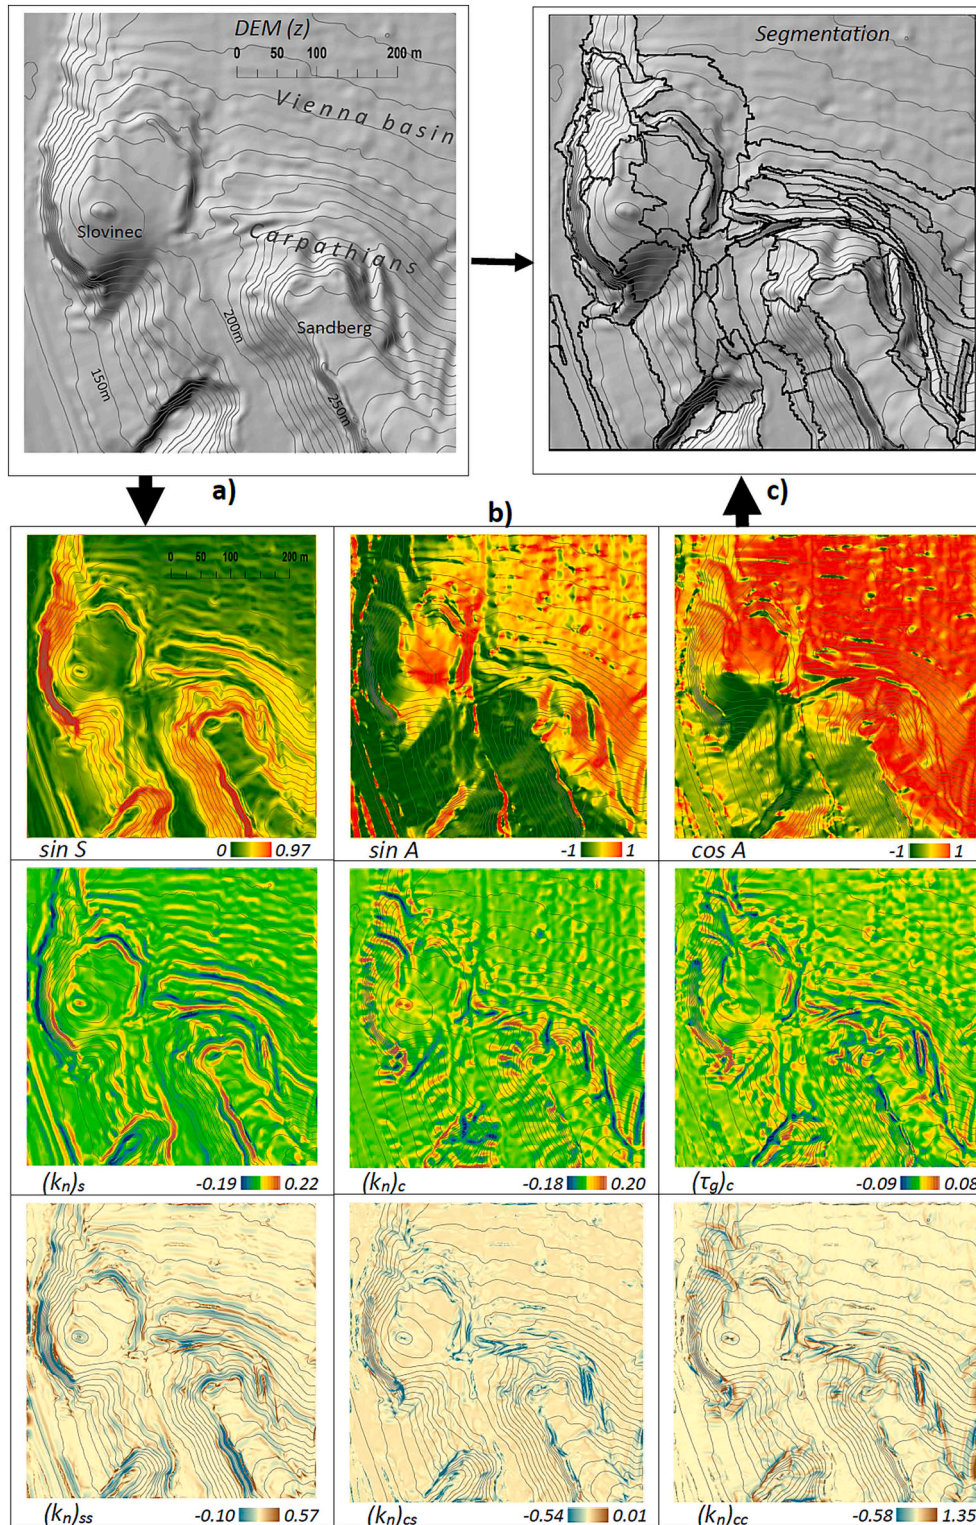 DEM (z)
0 50 100 200 m
Vienna basin
Slovinec
Carpathians
Sandberg
200m
150m
250m
Segmentation
a)
b)
c)
0 50 100 200 m
sin S
0 0.97
sin A
-1 1
cos A
-1 1
(kn)s
-0.19 0.22
(kn)c
-0.18 0.20
(τg)c
-0.09 0.08
(kn)ss
-0.10 0.57
(kn)cs
-0.54 0.01
(kn)cc
-0.58 1.35